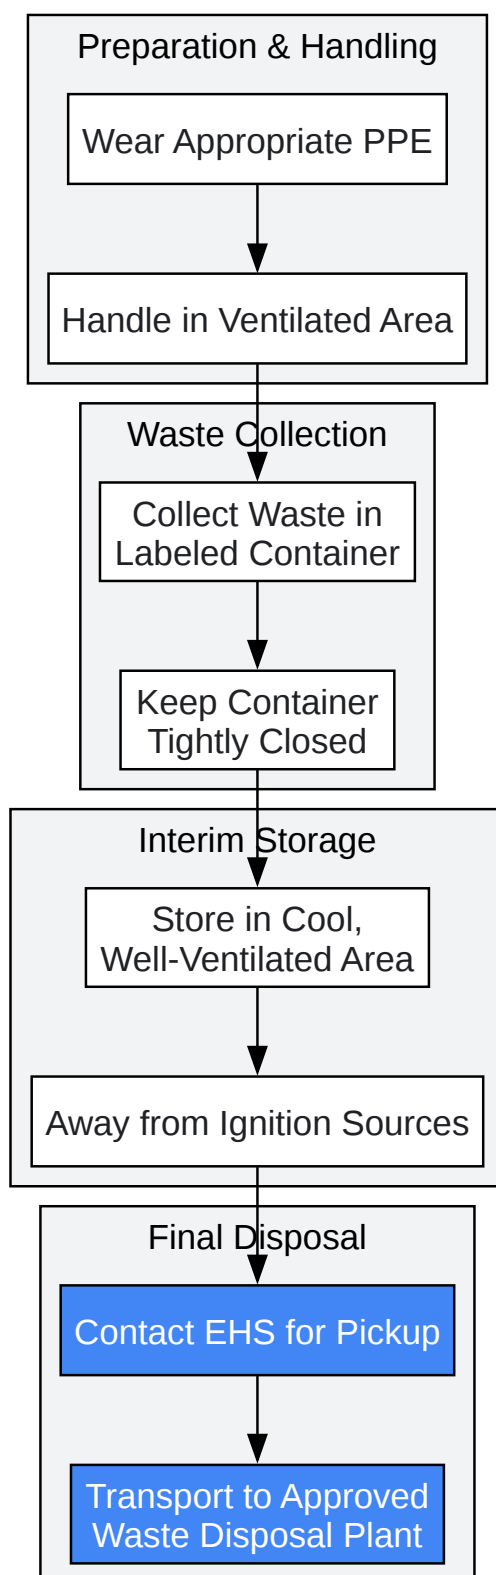 Preparation & Handling
Wear Appropriate PPE
Handle in Ventilated Area
Waste Collection
Collect Waste in
Labeled Container
Keep Container
Tightly Closed
Interim Storage
Store in Cool,
Well-Ventilated Area
Away from Ignition Sources
Final Disposal
Contact EHS for Pickup
Transport to Approved
Waste Disposal Plant